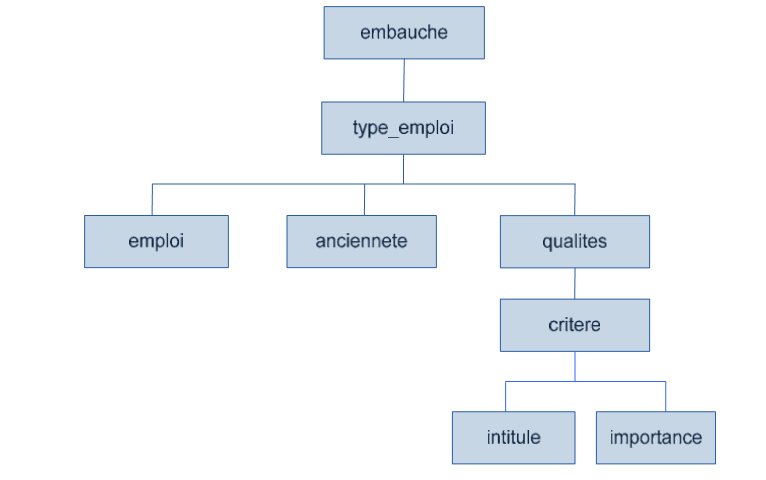 embauche
type_emploi
emploi
anciennete
qualites
critere
intitule
importance